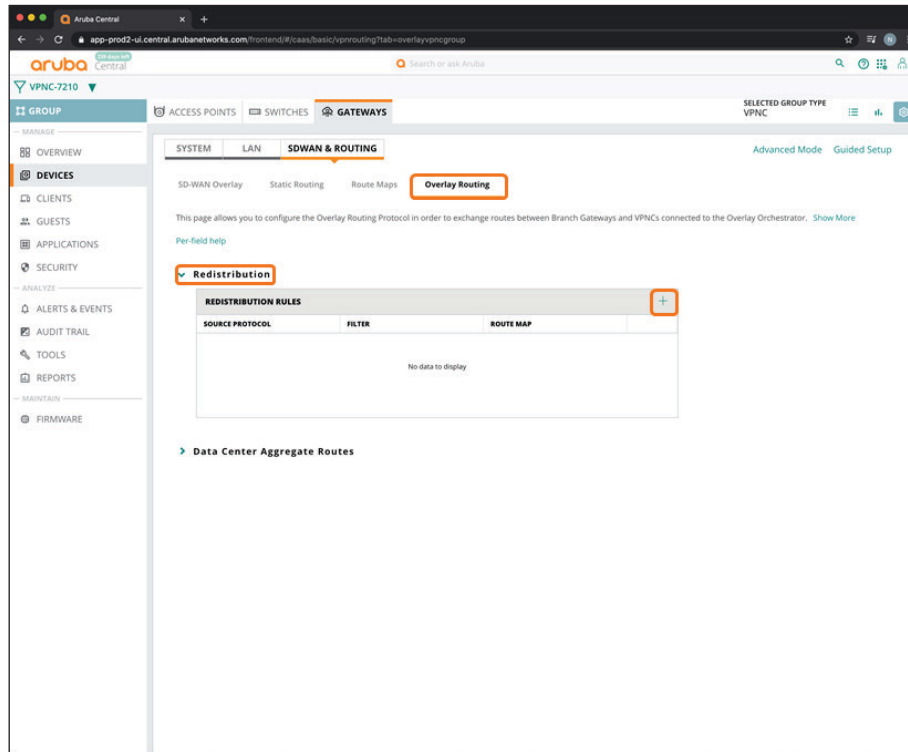 Aruba Central
app-prod2-ui.central.arubanetworks.com/frontend/#/caas/basic/vpnrouting?tab=overlayvpncgroup
N
aruba Central
Search or ask Aruba
VPNC-7210
GROUP
ACCESS POINTS
SWITCHES
GATEWAYS
SELECTED GROUP TYPE
VPNC
MANAGE
OVERVIEW
DEVICES
CLIENTS
GUESTS
APPLICATIONS
SECURITY
ANALYZE
ALERTS & EVENTS
AUDIT TRAIL
TOOLS
REPORTS
MAINTAIN
FIRMWARE
SYSTEM
LAN
SDWAN & ROUTING
Advanced Mode
Guided Setup
SD-WAN Overlay
Static Routing
Route Maps
Overlay Routing
This page allows you to configure the Overlay Routing Protocol in order to exchange routes between Branch Gateways and VPNCs connected to the Overlay Orchestrator. Show More
Per-field help
Redistribution
REDISTRIBUTION RULES
SOURCE PROTOCOL
FILTER
ROUTE MAP
No data to display
Data Center Aggregate Routes